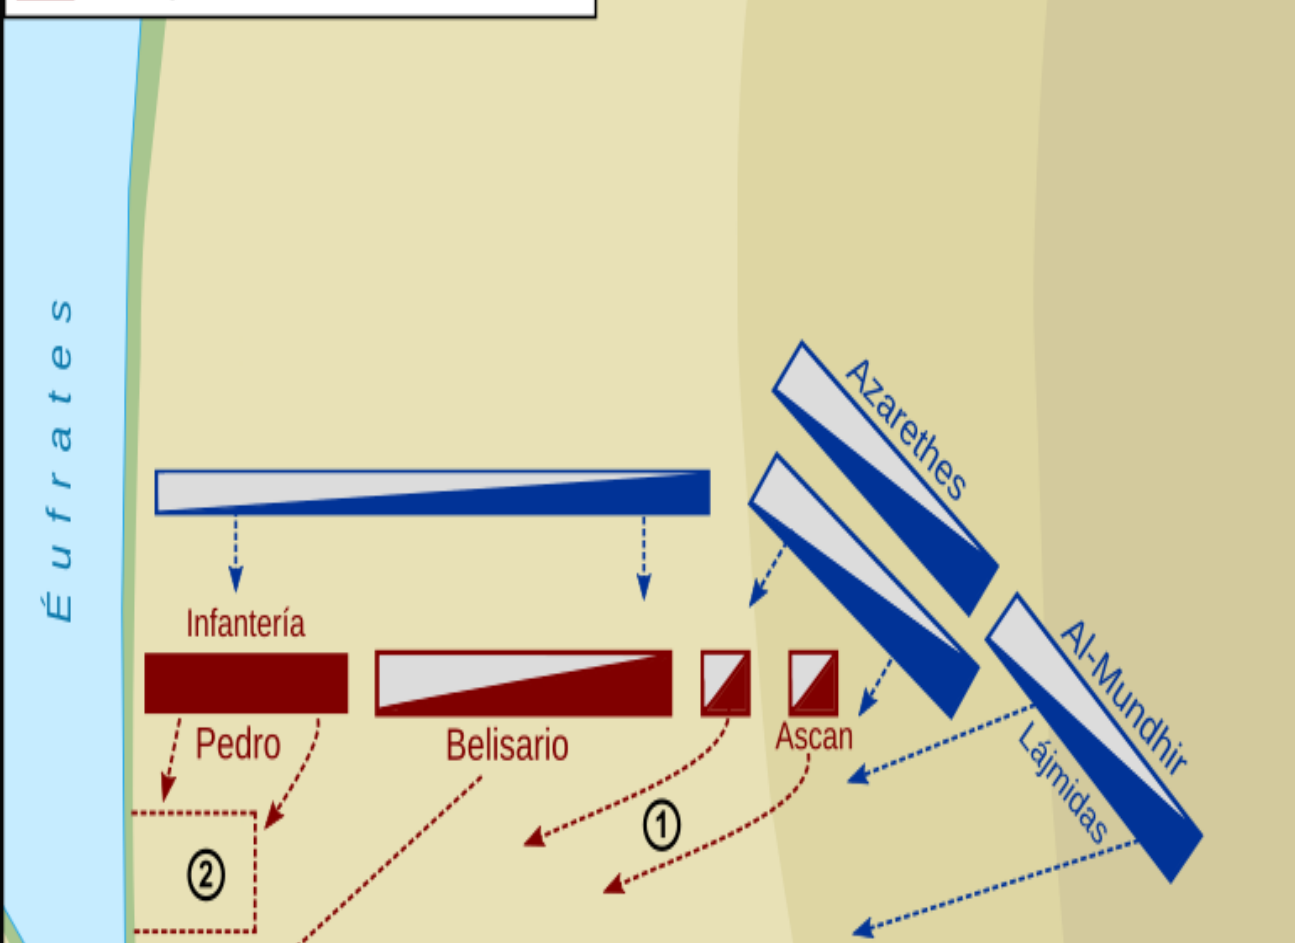 Éufrates
Azarethes
Infantería
Pedro
Belisario
Ascan
Al-Mundhir
Lájmidas
1
2